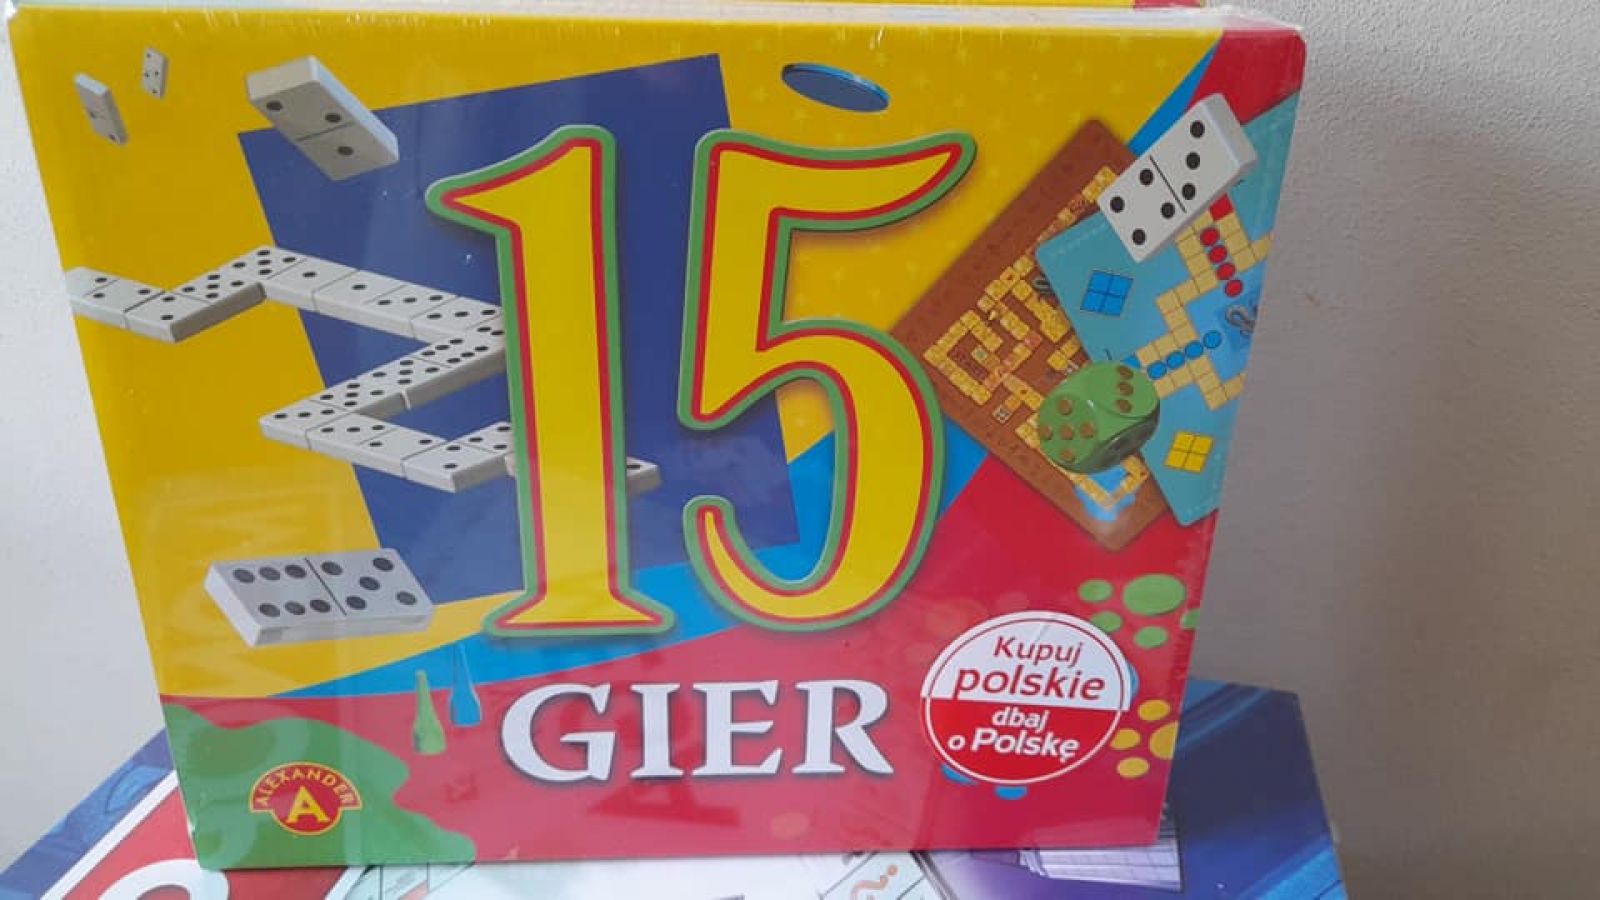 15
GIER
Kupuj
polskie
dbaj
o Polskę
ALEXANDER
A